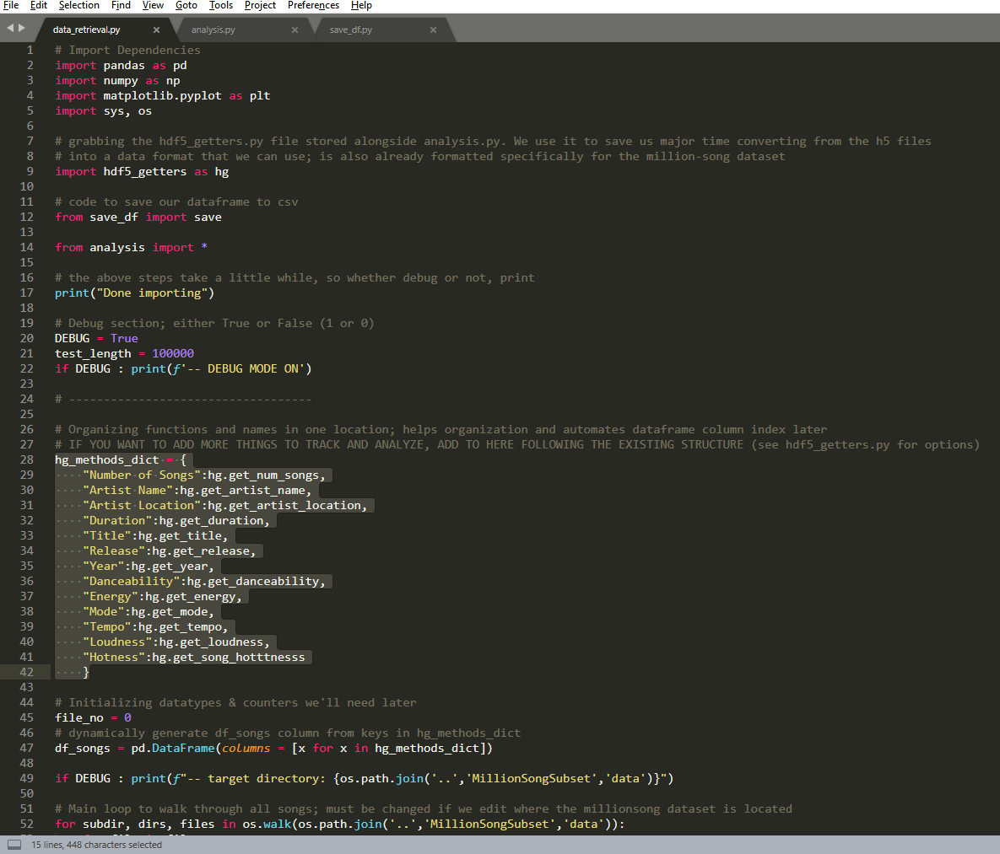 File Edit Selection Find View Goto Tools Project Preferences Help
data_retrieval.py × analysis.py × save_df.py ×
1 # Import Dependencies
2 import pandas as pd
3 import numpy as np
4 import matplotlib.pyplot as plt
5 import sys, os
6
7 # grabbing the hdf5_getters.py file stored alongside analysis.py. We use it to save us major time converting from the h5 files
8 # into a data format that we can use; is also already formatted specifically for the million-song dataset
9 import hdf5_getters as hg
10
11 # code to save our dataframe to csv
12 from save_df import save
13
14 from analysis import *
15
16 # the above steps take a little while, so whether debug or not, print
17 print("Done importing")
18
19 # Debug section; either True or False (1 or 0)
20 DEBUG = True
21 test_length = 100000
22 if DEBUG : print(f'-- DEBUG MODE ON')
23
24 # -----------------------------------
25
26 # Organizing functions and names in one location; helps organization and automates dataframe column index later
27 # IF YOU WANT TO ADD MORE THINGS TO TRACK AND ANALYZE, ADD TO HERE FOLLOWING THE EXISTING STRUCTURE (see hdf5_getters.py for options)
28 hg_methods_dict = {
29     "Number of Songs":hg.get_num_songs,
30     "Artist Name":hg.get_artist_name,
31     "Artist Location":hg.get_artist_location,
32     "Duration":hg.get_duration,
33     "Title":hg.get_title,
34     "Release":hg.get_release,
35     "Year":hg.get_year,
36     "Danceability":hg.get_danceability,
37     "Energy":hg.get_energy,
38     "Mode":hg.get_mode,
39     "Tempo":hg.get_tempo,
40     "Loudness":hg.get_loudness,
41     "Hotness":hg.get_song_hotttnesss
42     }
43
44 # Initializing datatypes & counters we'll need later
45 file_no = 0
46 # dynamically generate df_songs column from keys in hg_methods_dict
47 df_songs = pd.DataFrame(columns = [x for x in hg_methods_dict])
48
49 if DEBUG : print(f"-- target directory: {os.path.join('..','MillionSongSubset','data')}")
50
51 # Main loop to walk through all songs; must be changed if we edit where the millionsong dataset is located
52 for subdir, dirs, files in os.walk(os.path.join('..','MillionSongSubset','data')):
15 lines, 448 characters selected